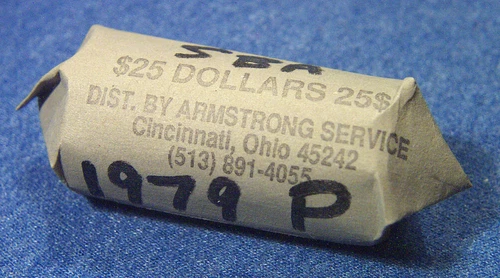 SBA
$25 DOLLARS 25$
DIST. BY ARMSTRONG SERVICE
Cincinnati, Ohio 45242
(513) 891-4055
1979 P